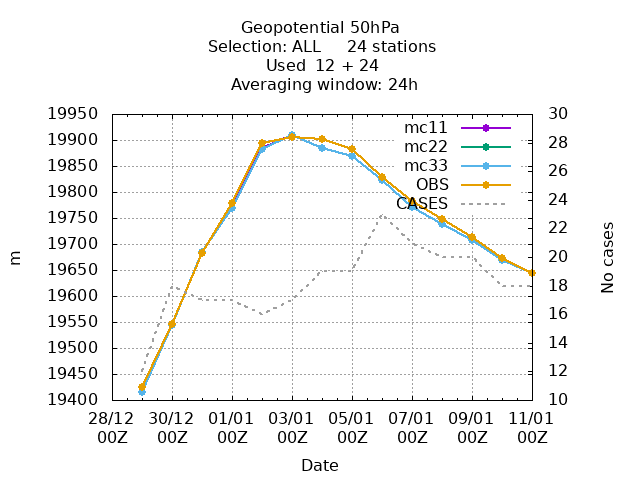 Geopotential 50hPa
Selection: ALL 24 stations
Used 12 + 24
Averaging window: 24h
19950
19900
19850
19800
19750
19700
19650
19600
19550
19500
19450
19400
m
30
28
26
24
22
20
18
16
14
12
10
No cases
mc11
mc22
mc33
OBS
CASES
28/12 30/12 01/01 03/01 05/01 07/01 09/01 11/01
00Z 00Z 00Z 00Z 00Z 00Z 00Z 00Z
Date